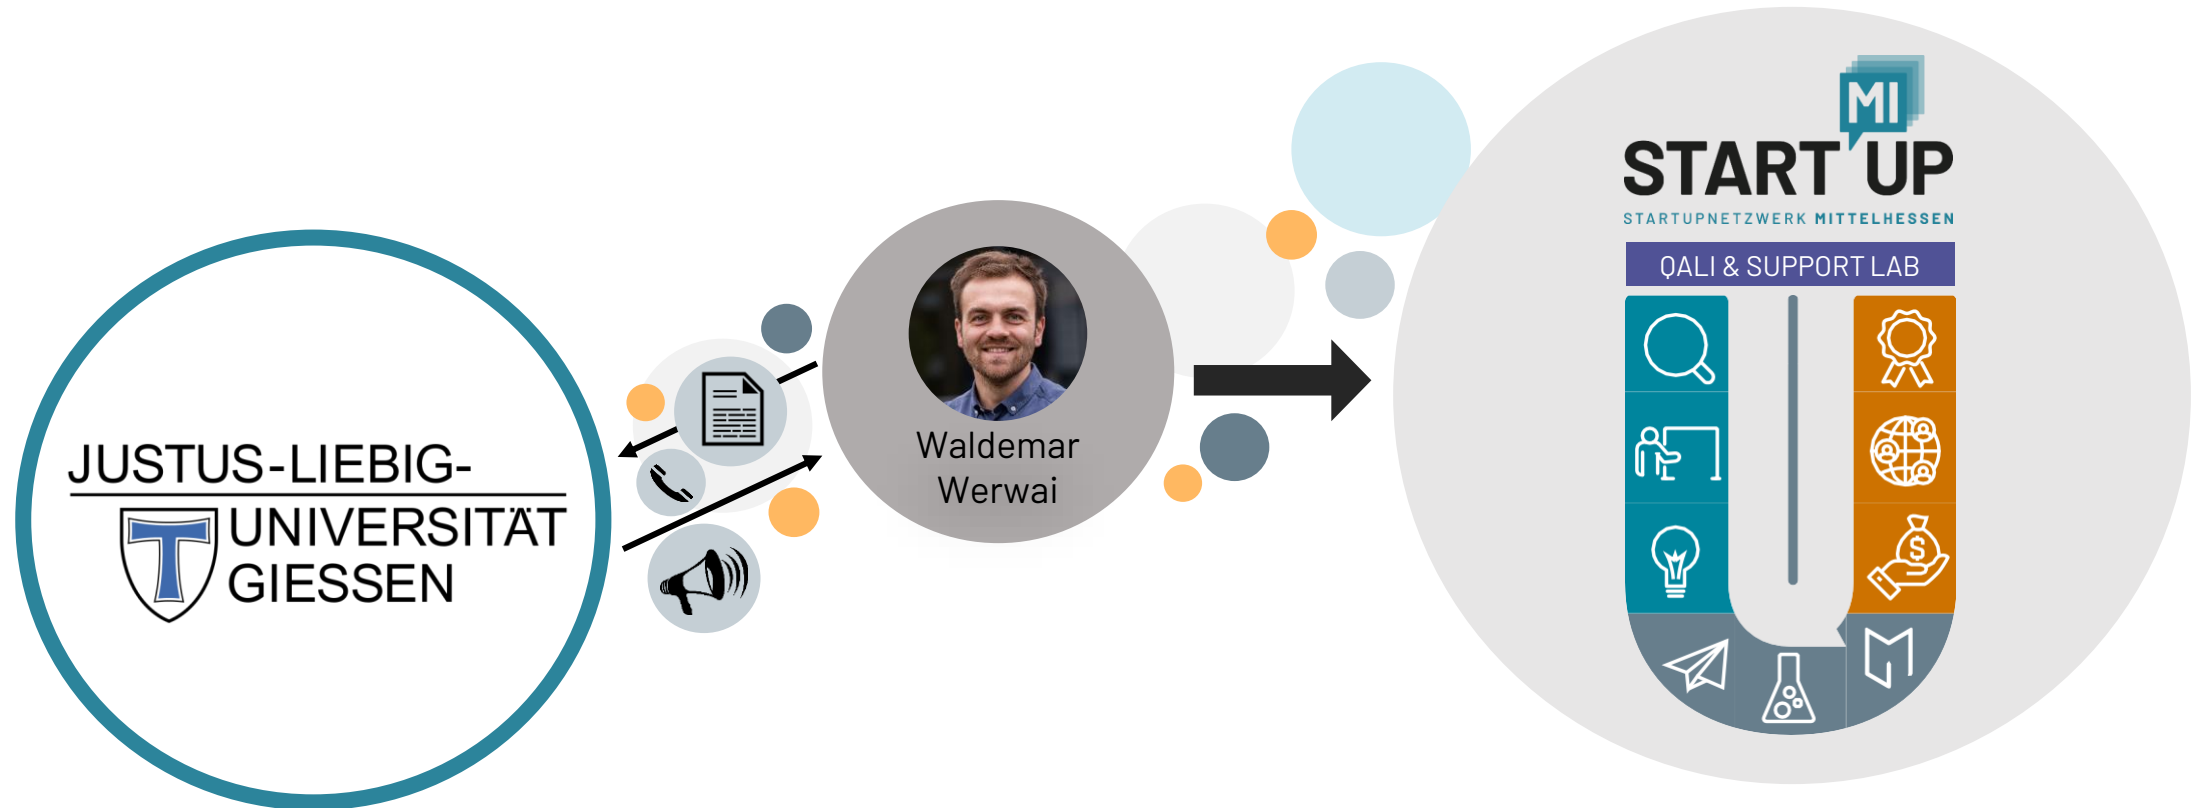 JUSTUS-LIEBIG-
UNIVERSITÄT
GIESSEN
Waldemar
Werwai
MI
START'UP
STARTUPNETZWERK MITTELHESSEN
QALI & SUPPORT LAB